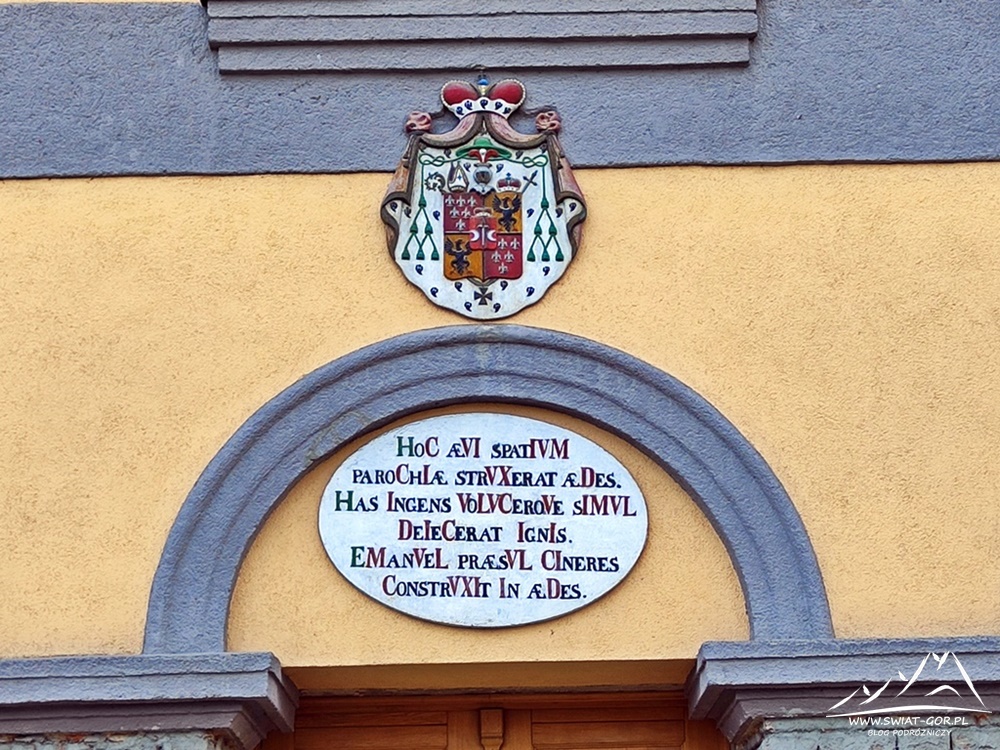 HoC æVI spatIVM
paroChIæ strVXerat æDes.
Has Ingens VoLVCeroVe sIMVL
DeIeCerat IgnIs.
EManVeL præsVL CIneres
ConstrVXIt In æDes.
WWW.SWIAT-GOR.PL
BLOG PODRÓŻNICZY